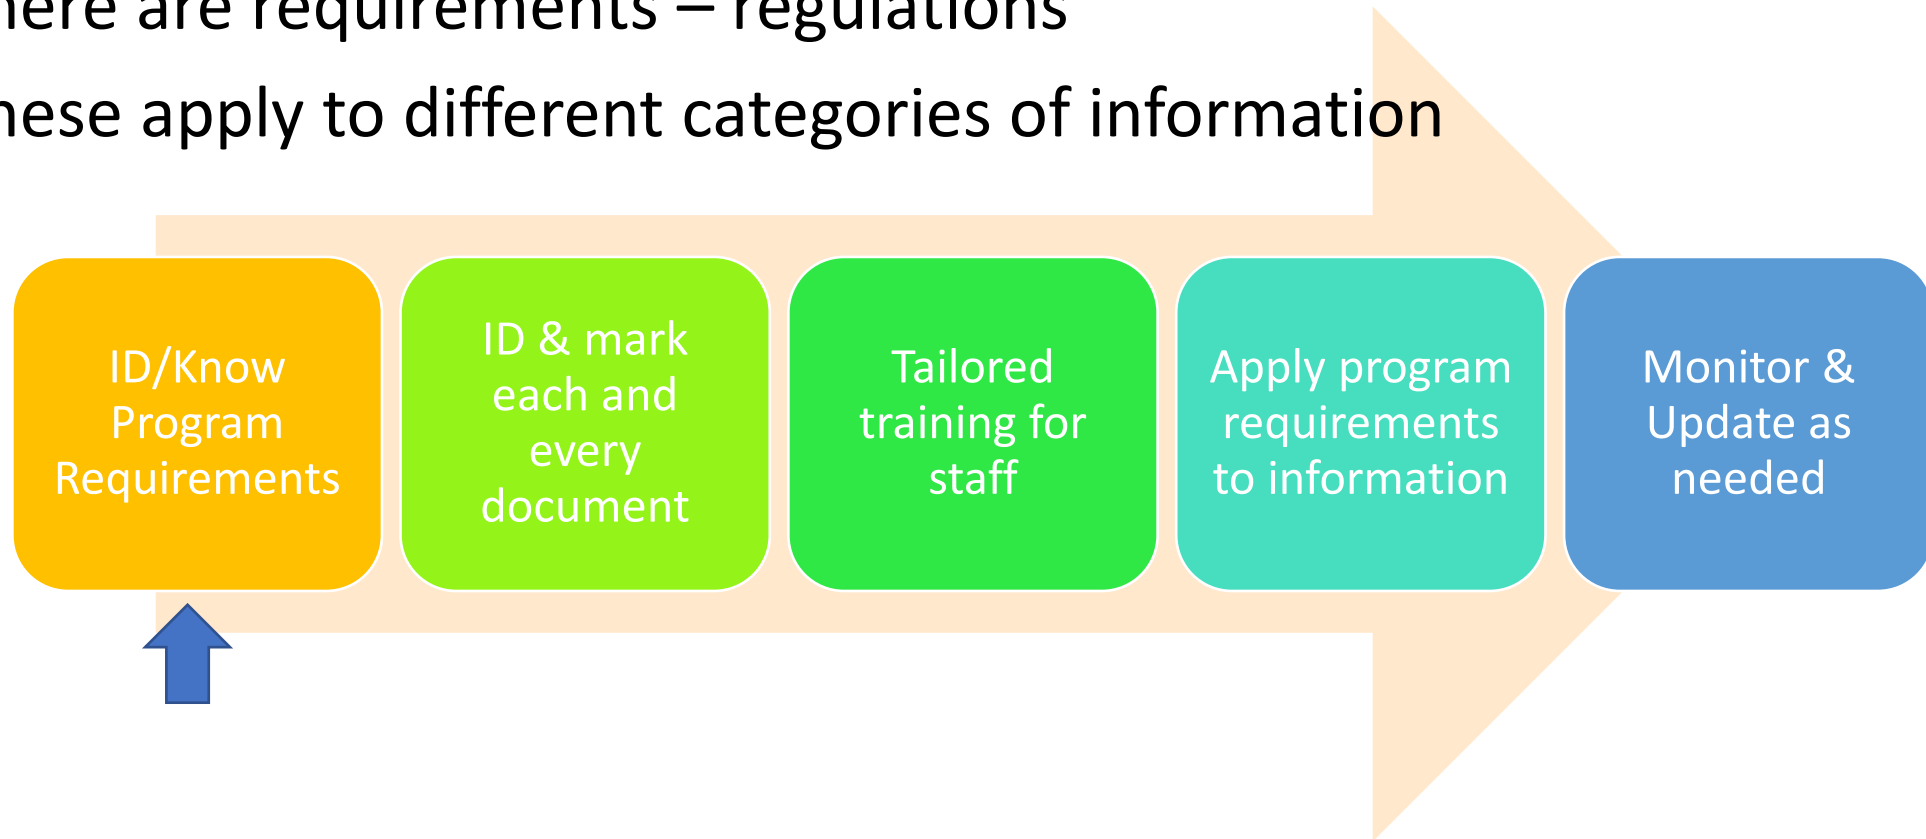 here are requirements – regulations
hese apply to different categories of information
ID/Know
Program
Requirements
ID & mark
each and
every
document
Tailored
training for
staff
Apply program
requirements
to information
Monitor &
Update as
needed